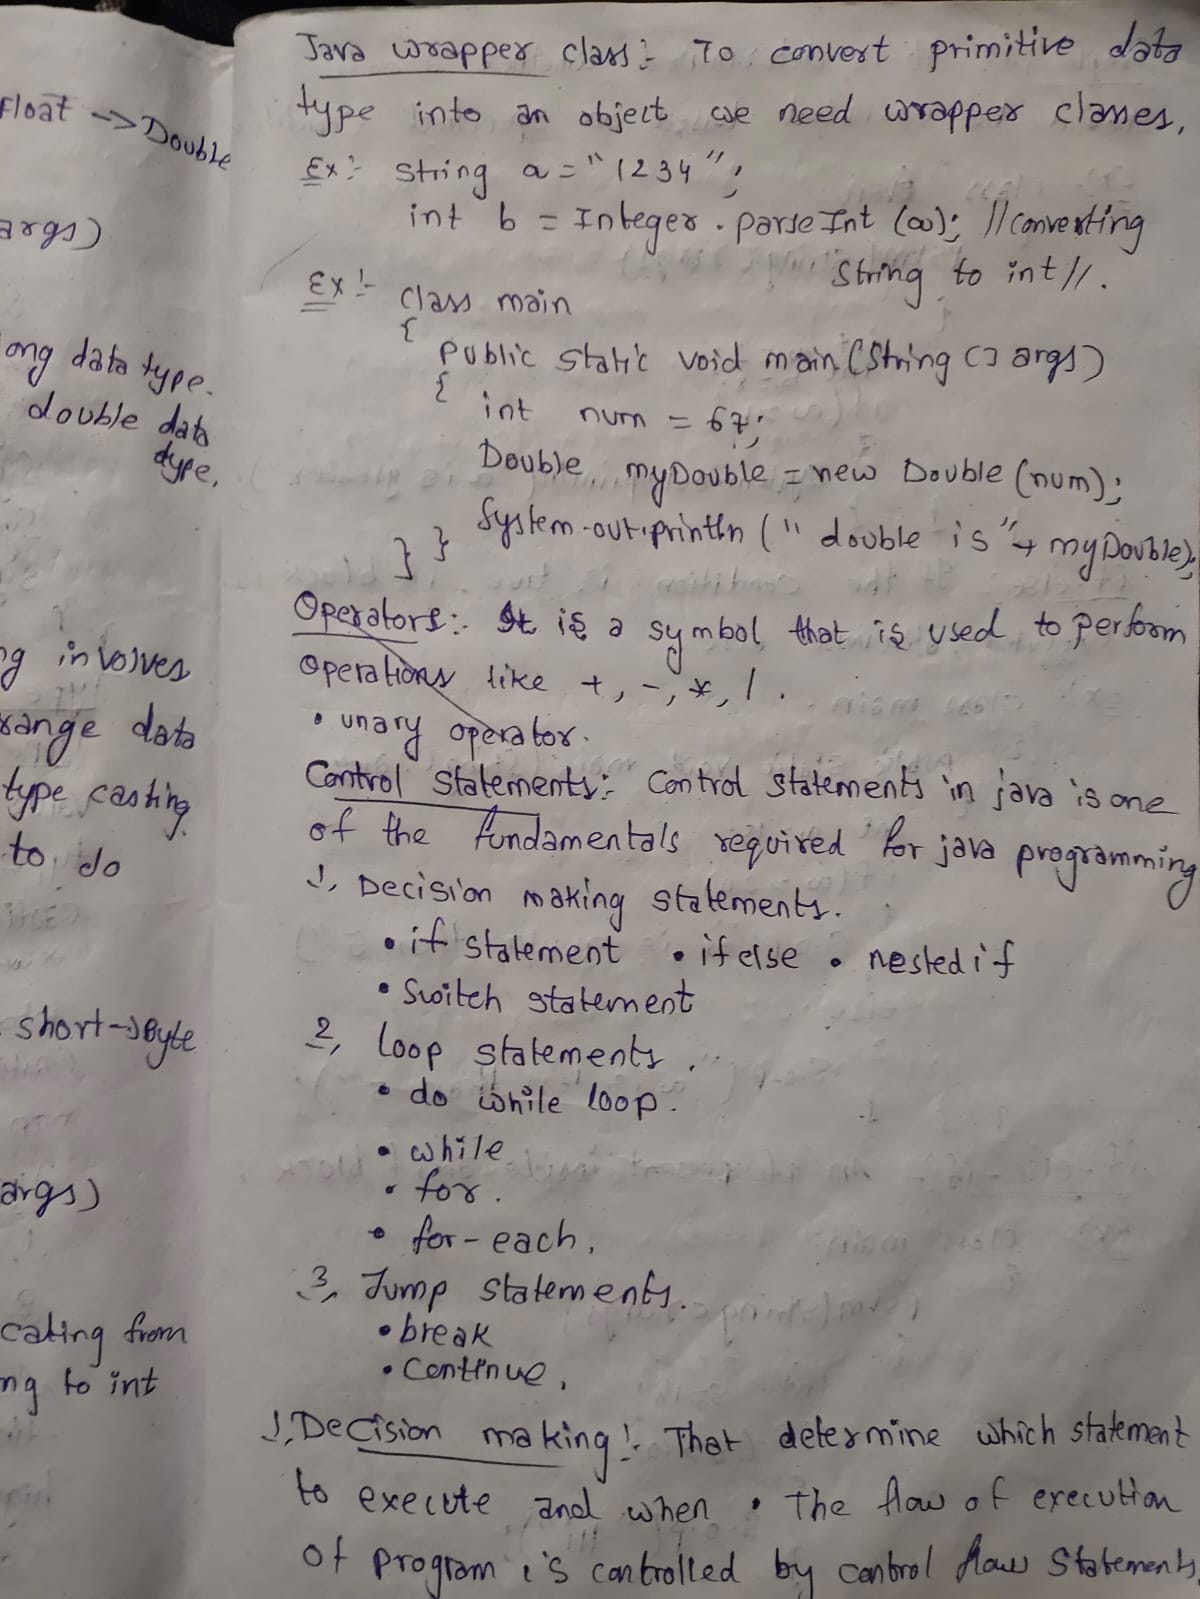 Float -> Double
args)
ong data type.
double data
type.
ng involves
range data
type casting.
to do
short->Byte
args)
cating from
ng to int
Java wrapper class:- To convert primitive data
type into an object we need wrapper classes,
Ex:- string a = "1234";
int b = Integer.parseInt (a); //converting
String to int//.
Ex:- class main
{
public static void main (String [] args)
{
int num = 67;
Double myDouble = new Double (num);
System.out.println (" double is "+ myDouble);
} }
Operators:- It is a symbol that is used to perform
operations like +, -, *, / .
• unary operator.
Control Statements:- Control Statements in java is one
of the fundamentals required for java programming
1, Decision making statements.
• if statement • if else • nested if
• Switch statement
2, loop statements.
• do while loop.
• while
• for.
• for-each.
3, Jump statements.
• break
• Continue.
1, Decision making:- That determine which statement
to execute and when • The flow of execution
of program is controlled by control flow Statements.